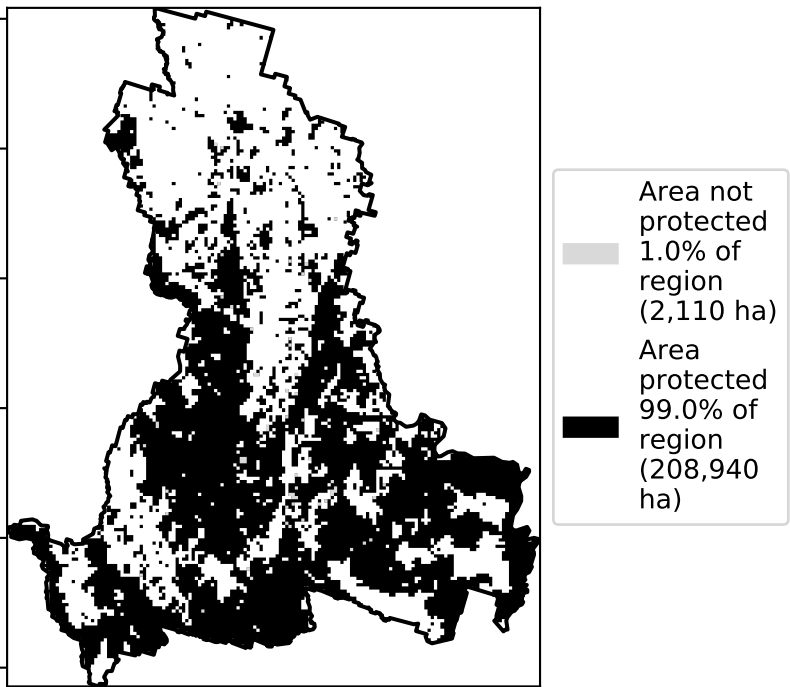 Area not
protected
1.0% of
region
(2,110 ha)
Area
protected
99.0% of
region
(208,940
ha)